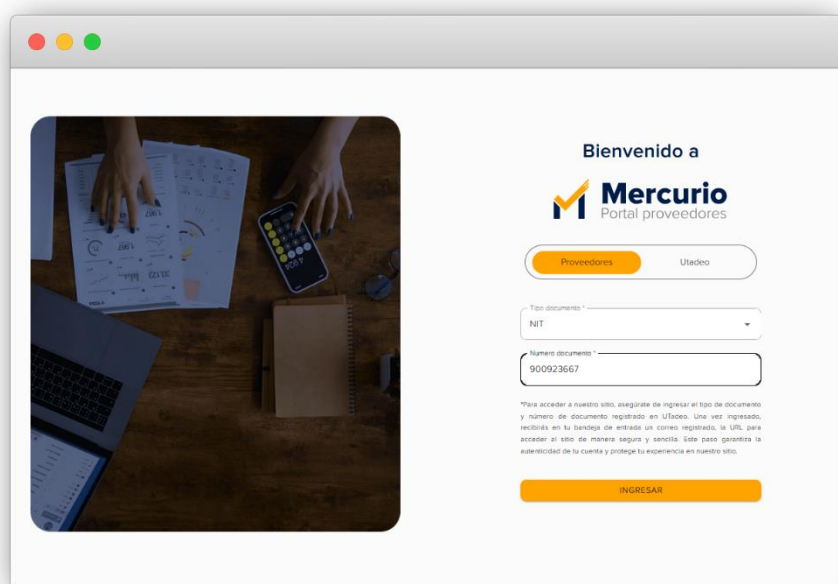 Bienvenido a
Mercurio
Portal proveedores
Proveedores
Utadeo
Tipo documento *
NIT
Número documento *
900923667
*Para acceder a nuestro sitio, asegúrate de ingresar el tipo de documento
y número de documento registrado en UTadeo. Una vez ingresado,
recibirás en tu bandeja de entrada un correo registrado, la URL para
acceder al sitio de manera segura y sencilla. Este paso garantiza la
autenticidad de tu cuenta y protege tu experiencia en nuestro sitio.
INGRESAR